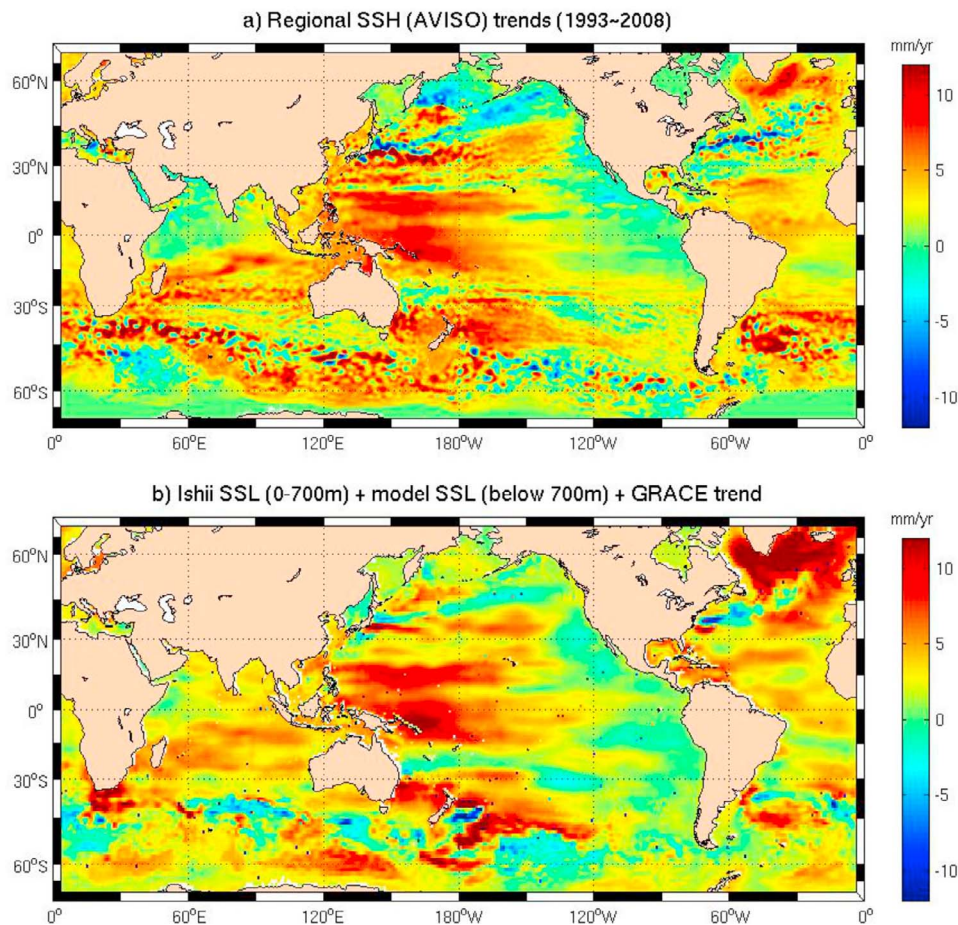 a) Regional SSH (AVISO) trends (1993~2008)
mm/yr
60°N
30°N
0°
30°S
60°S
0°
60°E
120°E
180°W
120°W
60°W
0°
10
5
0
-5
-10
b) Ishii SSL (0-700m) + model SSL (below 700m) + GRACE trend
mm/yr
60°N
30°N
0°
30°S
60°S
0°
60°E
120°E
180°W
120°W
60°W
0°
10
5
0
-5
-10